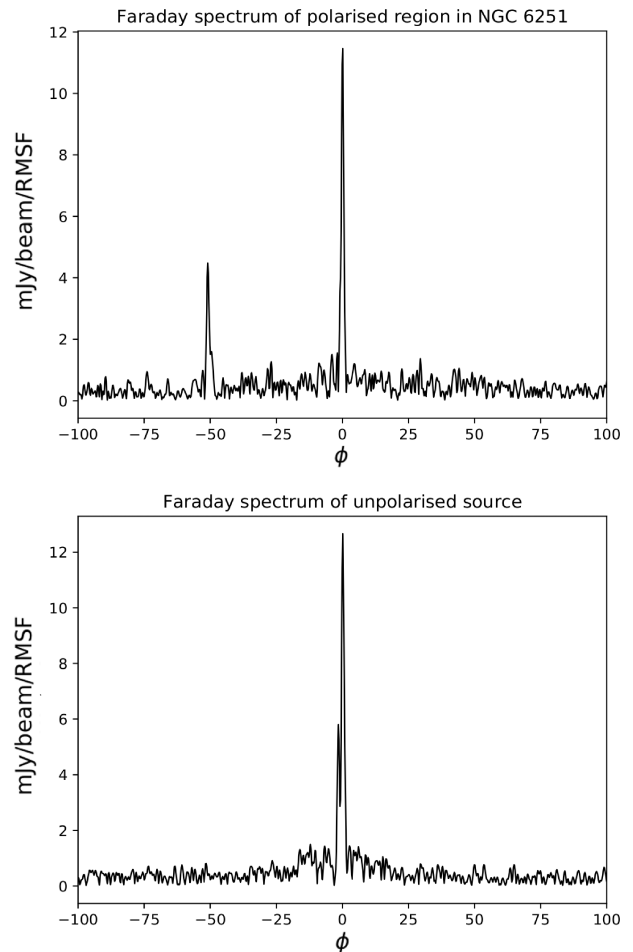 Faraday spectrum of polarised region in NGC 6251
12
10
8
6
4
2
0
mJy/beam/RMSF
−100 −75 −50 −25 0 25 50 75 100
ϕ
Faraday spectrum of unpolarised source
12
10
8
6
4
2
0
mJy/beam/RMSF
−100 −75 −50 −25 0 25 50 75 100
ϕ